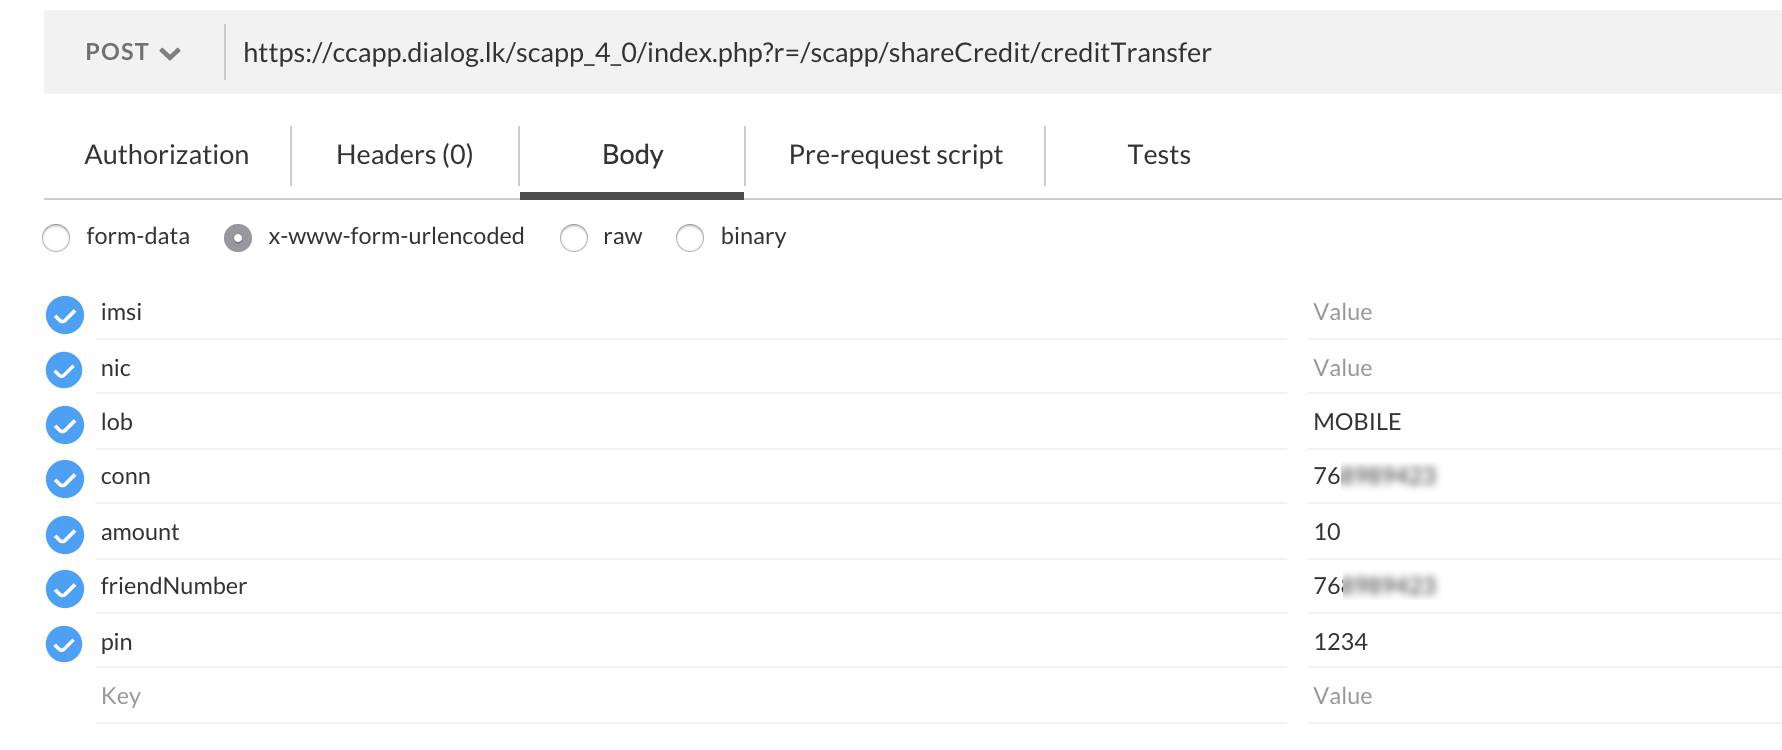 POST https://ccapp.dialog.lk/scapp_4_0/index.php?r=/scapp/shareCredit/creditTransfer
Authorization Headers (0) Body Pre-request script Tests
form-data x-www-form-urlencoded raw binary
imsi Value
nic Value
lob MOBILE
conn 76
amount 10
friendNumber 76
pin 1234
Key Value